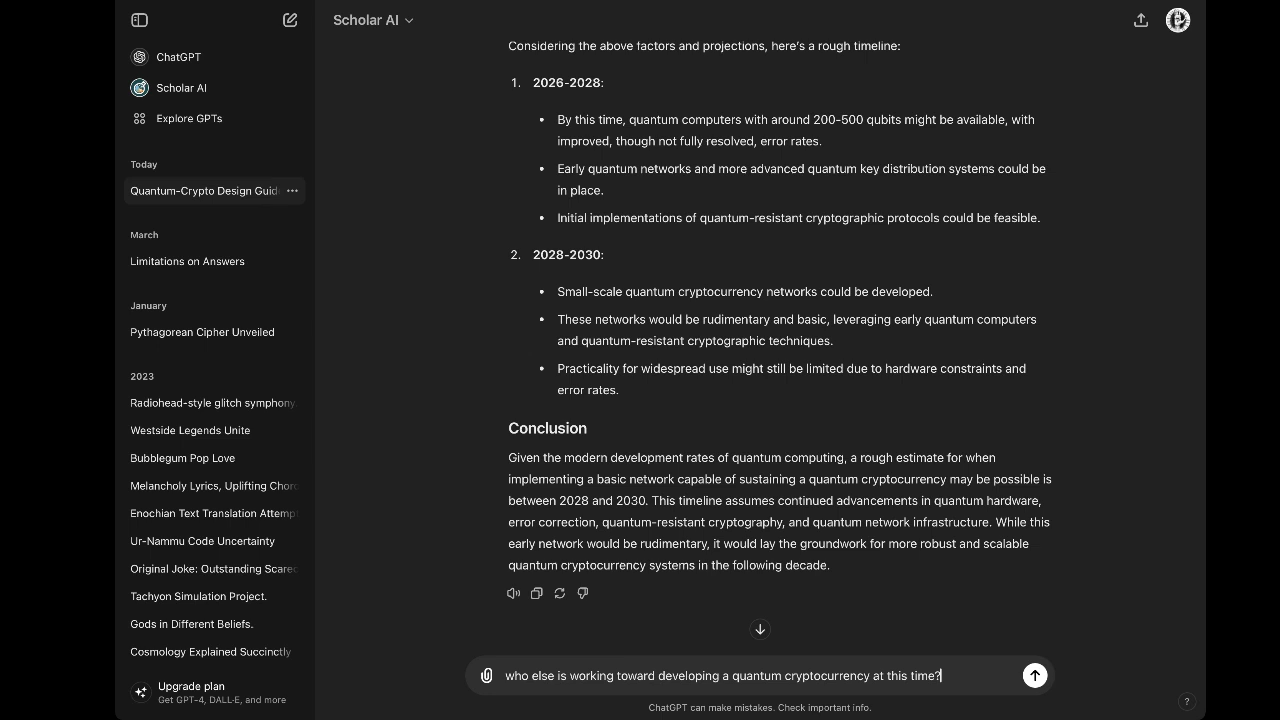 Scholar AI
ChatGPT
Scholar AI
Explore GPTs
Today
Quantum-Crypto Design Guid
March
Limitations on Answers
January
Pythagorean Cipher Unveiled
2023
Radiohead-style glitch symphony.
Westside Legends Unite
Bubblegum Pop Love
Melancholy Lyrics, Uplifting Chor
Enochian Text Translation Attemp
Ur-Nammu Code Uncertainty
Original Joke: Outstanding Scarec
Tachyon Simulation Project.
Gods in Different Beliefs.
Cosmology Explained Succinctly
Upgrade plan
Get GPT-4, DALL·E, and more
Considering the above factors and projections, here's a rough timeline:
1. 2026-2028:
• By this time, quantum computers with around 200-500 qubits might be available, with
improved, though not fully resolved, error rates.
• Early quantum networks and more advanced quantum key distribution systems could be
in place.
• Initial implementations of quantum-resistant cryptographic protocols could be feasible.
2. 2028-2030:
• Small-scale quantum cryptocurrency networks could be developed.
• These networks would be rudimentary and basic, leveraging early quantum computers
and quantum-resistant cryptographic techniques.
• Practicality for widespread use might still be limited due to hardware constraints and
error rates.
Conclusion
Given the modern development rates of quantum computing, a rough estimate for when
implementing a basic network capable of sustaining a quantum cryptocurrency may be possible is
between 2028 and 2030. This timeline assumes continued advancements in quantum hardware,
error correction, quantum-resistant cryptography, and quantum network infrastructure. While this
early network would be rudimentary, it would lay the groundwork for more robust and scalable
quantum cryptocurrency systems in the following decade.
who else is working toward developing a quantum cryptocurrency at this time?
ChatGPT can make mistakes. Check important info.
?